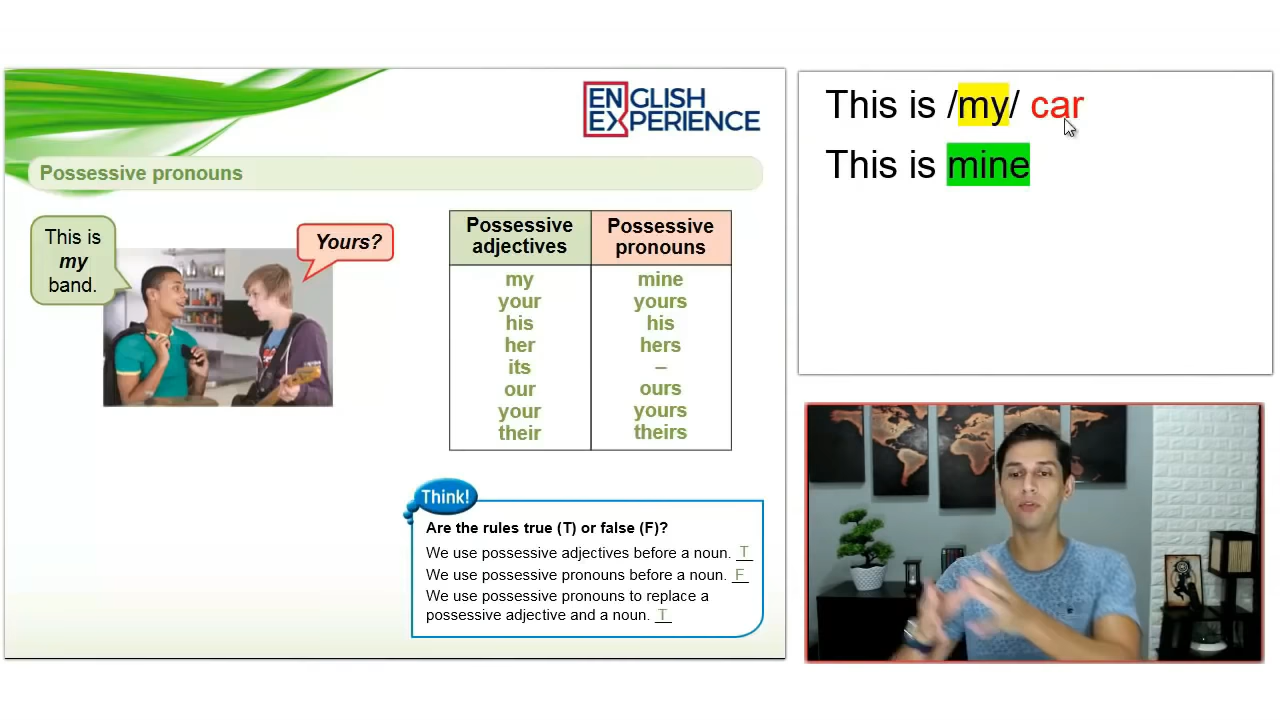 ENGLISH
EXPERIENCE
Possessive pronouns
This is
my
band.
Yours?
Possessive adjectives
Possessive pronouns
my mine
your yours
his his
her hers
its –
our ours
your yours
their theirs
Think!
Are the rules true (T) or false (F)?
We use possessive adjectives before a noun. T
We use possessive pronouns before a noun. F
We use possessive pronouns to replace a
possessive adjective and a noun. T
This is /my/ car
This is mine